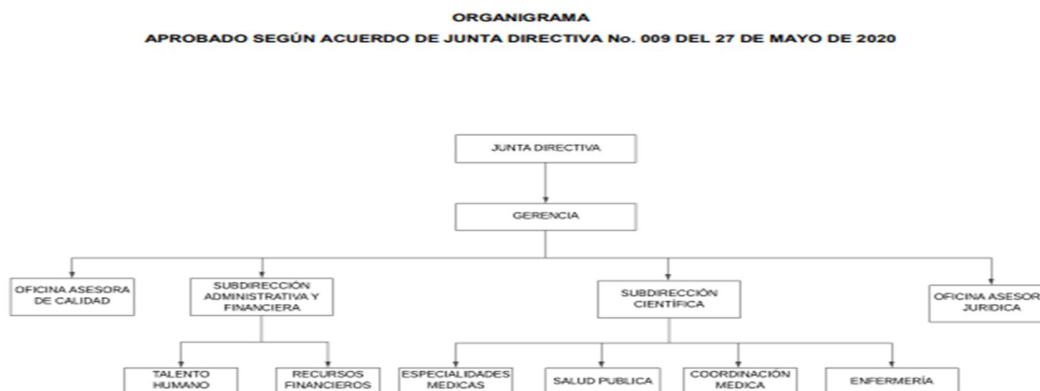 ORGANIGRAMA
APROBADO SEGÚN ACUERDO DE JUNTA DIRECTIVA No. 009 DEL 27 DE MAYO DE 2020
JUNTA DIRECTIVA
GERENCIA
OFICINA ASESORA
DE CALIDAD
SUBDIRECCIÓN
ADMINISTRATIVA Y
FINANCIERA
SUBDIRECCIÓN
CIENTÍFICA
OFICINA ASESOR
JURIDICA
TALENTO
HUMANO
RECURSOS
FINANCIEROS
ESPECIALIDADES
MEDICAS
SALUD PUBLICA
COORDINACIÓN
MEDICA
ENFERMERÍA